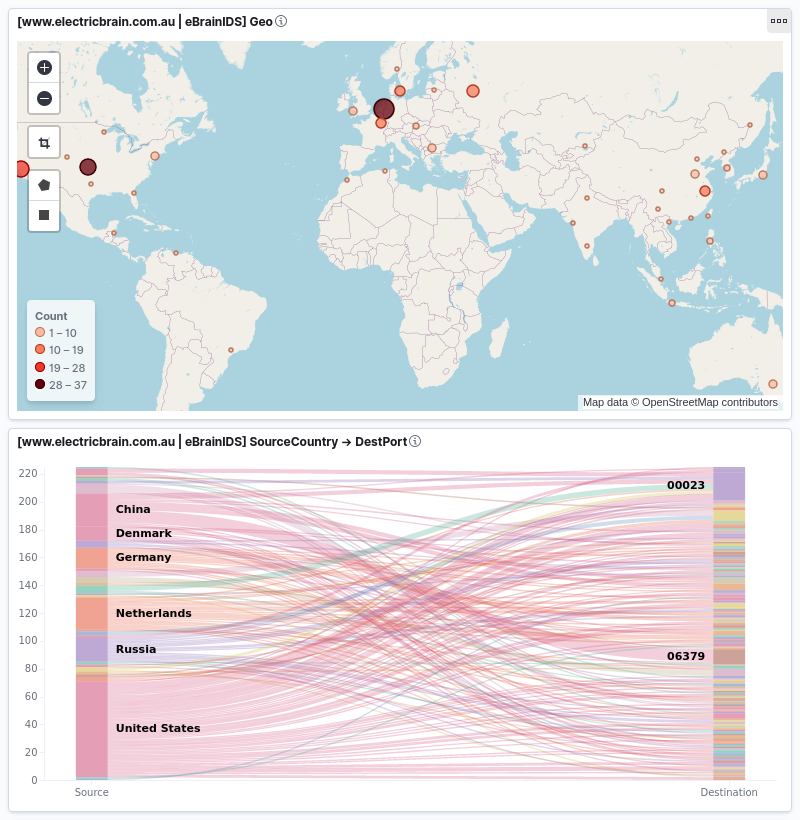 [www.electricbrain.com.au | eBrainIDS] Geo
Count
1 – 10
10 – 19
19 – 28
28 – 37
Map data © OpenStreetMap contributors
[www.electricbrain.com.au | eBrainIDS] SourceCountry → DestPort
220
200
180
160
140
120
100
80
60
40
20
0
China
Denmark
Germany
Netherlands
Russia
United States
00023
06379
Source
Destination